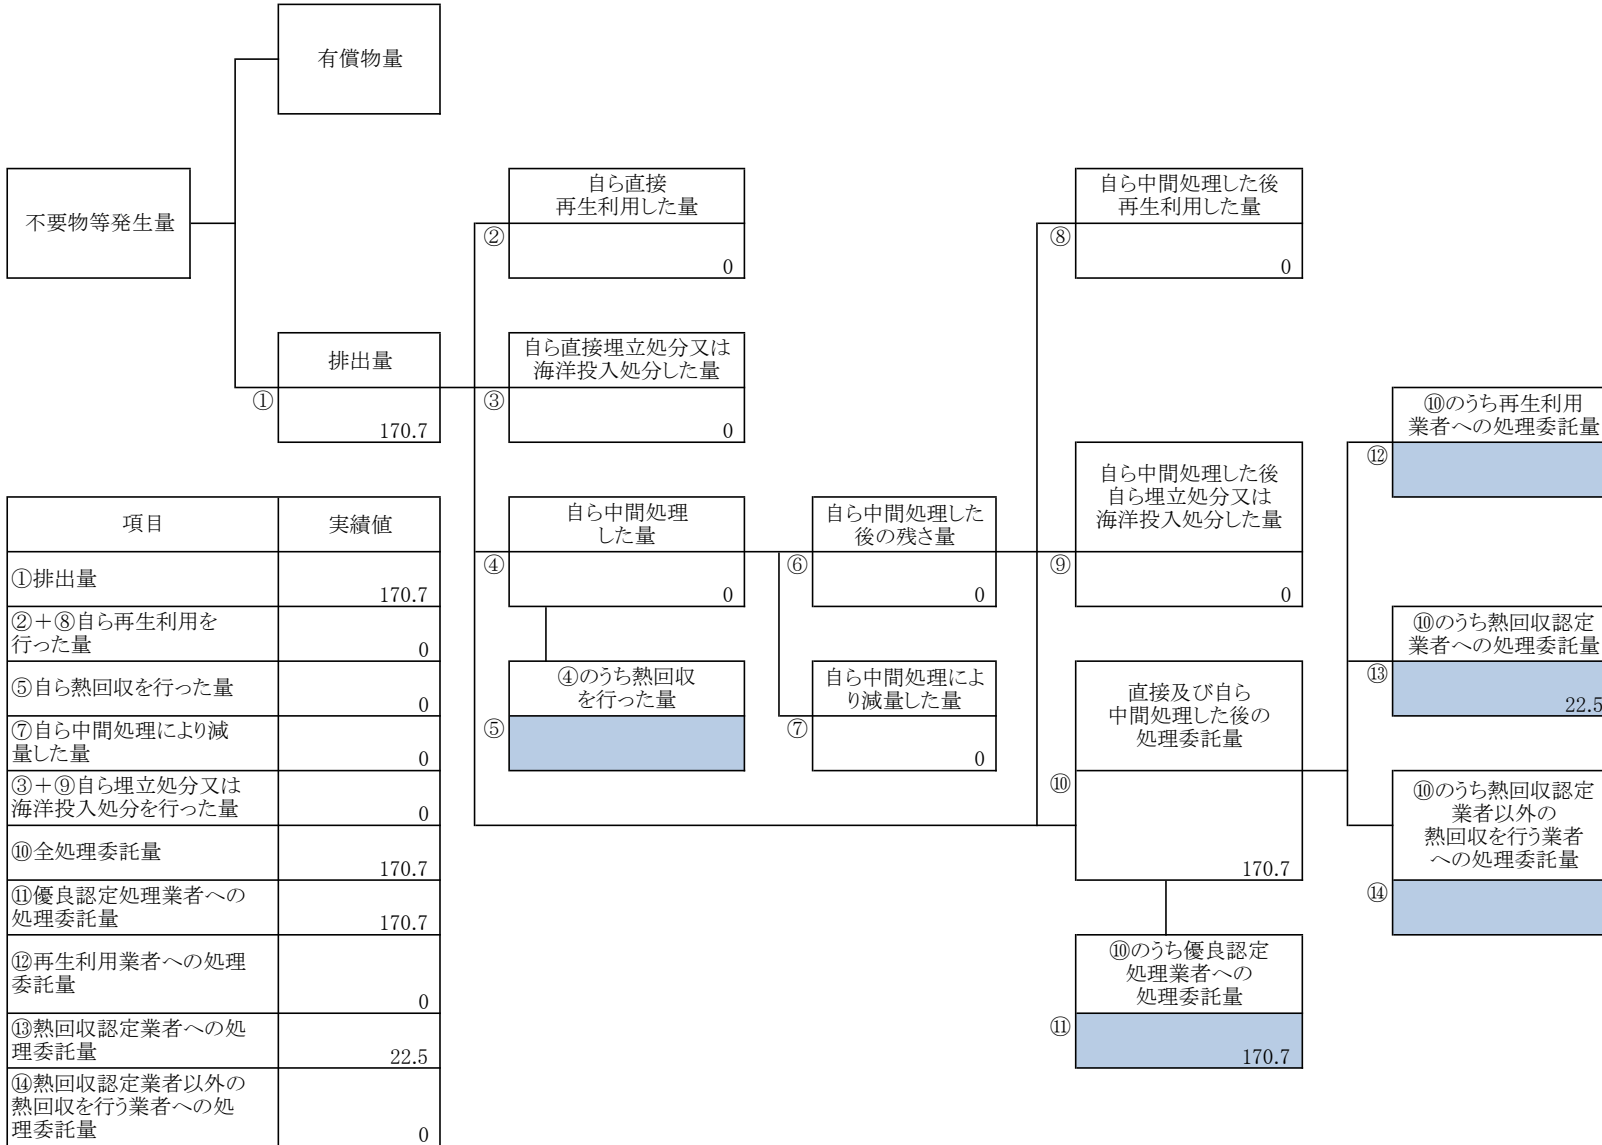 有償物量
不要物等発生量
自ら直接
再生利用した量
②
0
自ら中間処理した後
再生利用した量
⑧
0
排出量
①
170.7
自ら直接埋立処分又は
海洋投入処分した量
③
0
⑩のうち再生利用
業者への処理委託量
⑫
自ら中間処理
した量
④
0
自ら中間処理した
後の残さ量
⑥
0
自ら中間処理した後
自ら埋立処分又は
海洋投入処分した量
⑨
0
⑩のうち熱回収認定
業者への処理委託量
⑬
22.5
④のうち熱回収
を行った量
⑤
自ら中間処理によ
り減量した量
⑦
0
直接及び自ら
中間処理した後の
処理委託量
⑩
170.7
⑩のうち熱回収認定
業者以外の
熱回収を行う業者
への処理委託量
⑭
⑩のうち優良認定
処理業者への
処理委託量
⑪
170.7
項目 実績値
①排出量
170.7
②＋⑧自ら再生利用を
行った量
0
⑤自ら熱回収を行った量
0
⑦自ら中間処理により減
量した量
0
③＋⑨自ら埋立処分又は
海洋投入処分を行った量
0
⑩全処理委託量
170.7
⑪優良認定処理業者への
処理委託量
170.7
⑫再生利用業者への処理
委託量
0
⑬熱回収認定業者への処
理委託量
22.5
⑭熱回収認定業者以外の
熱回収を行う業者への処
理委託量
0